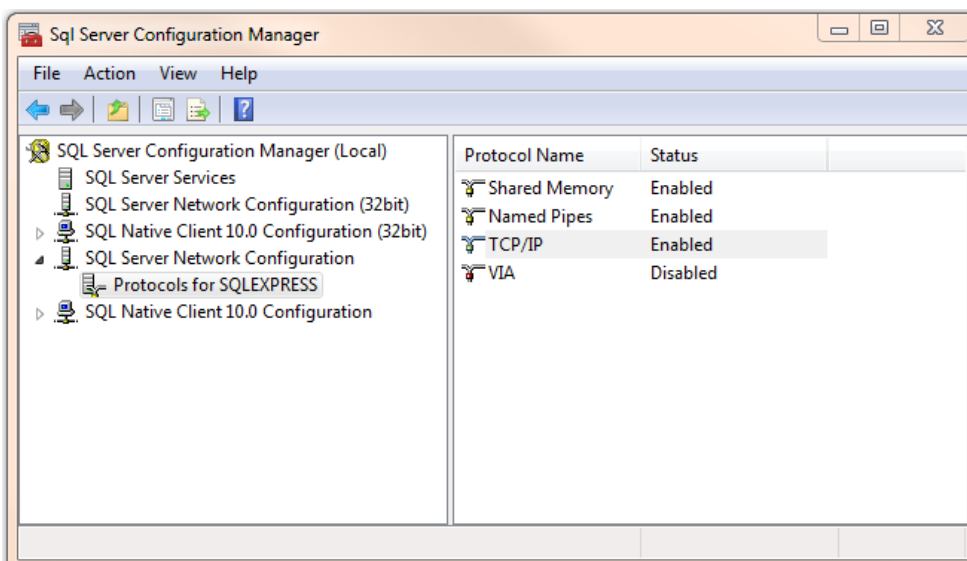 Sql Server Configuration Manager
File Action View Help
SQL Server Configuration Manager (Local)
SQL Server Services
SQL Server Network Configuration (32bit)
SQL Native Client 10.0 Configuration (32bit)
SQL Server Network Configuration
Protocols for SQLEXPRESS
SQL Native Client 10.0 Configuration
Protocol Name Status
Shared Memory Enabled
Named Pipes Enabled
TCP/IP Enabled
VIA Disabled